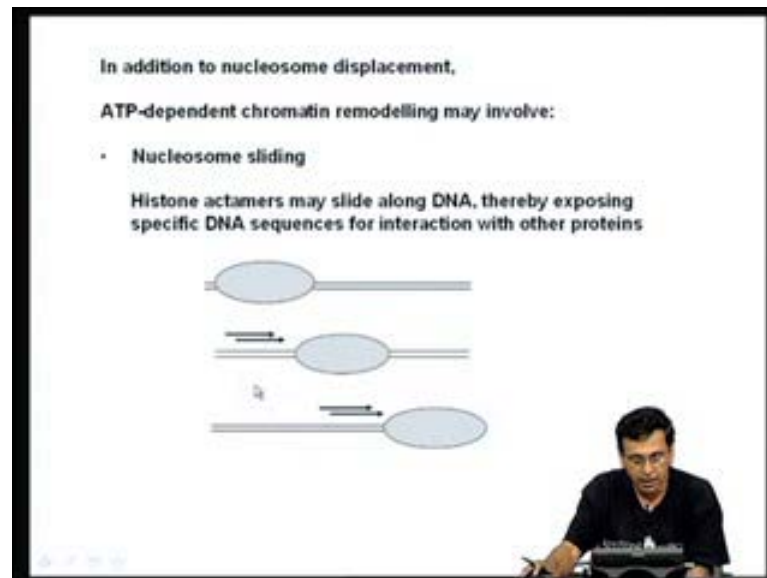 In addition to nucleosome displacement,
ATP-dependent chromatin remodelling may involve:
• Nucleosome sliding
Histone actamers may slide along DNA, thereby exposing
specific DNA sequences for interaction with other proteins